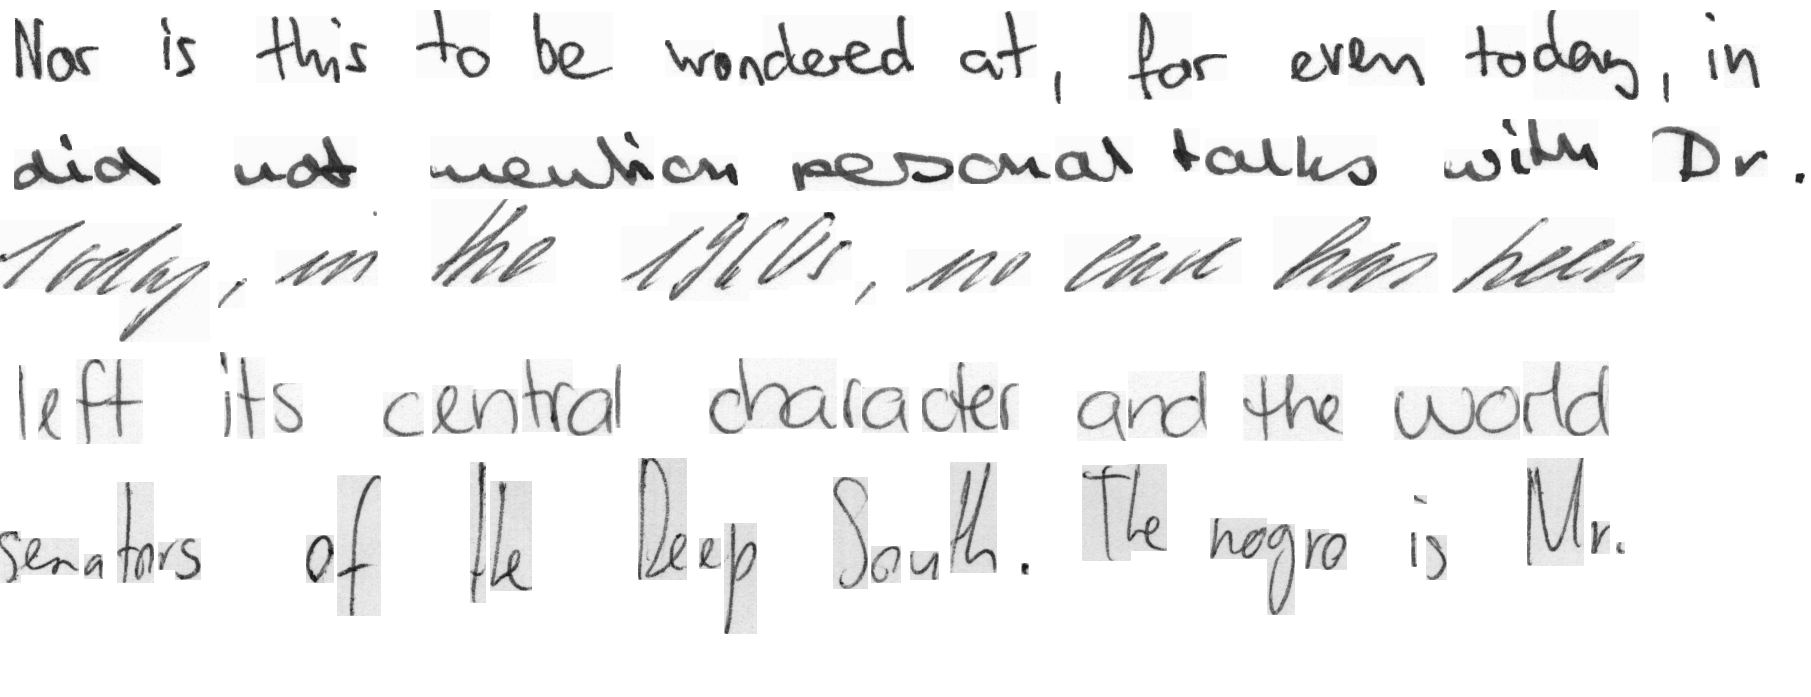 Nor is this to be wondered at, for even today, in
did not mention personal talks with Dr.
Today, in the 1960s, no one has been
left its central character and the world
senators of the Deep South. The negro is Mr.